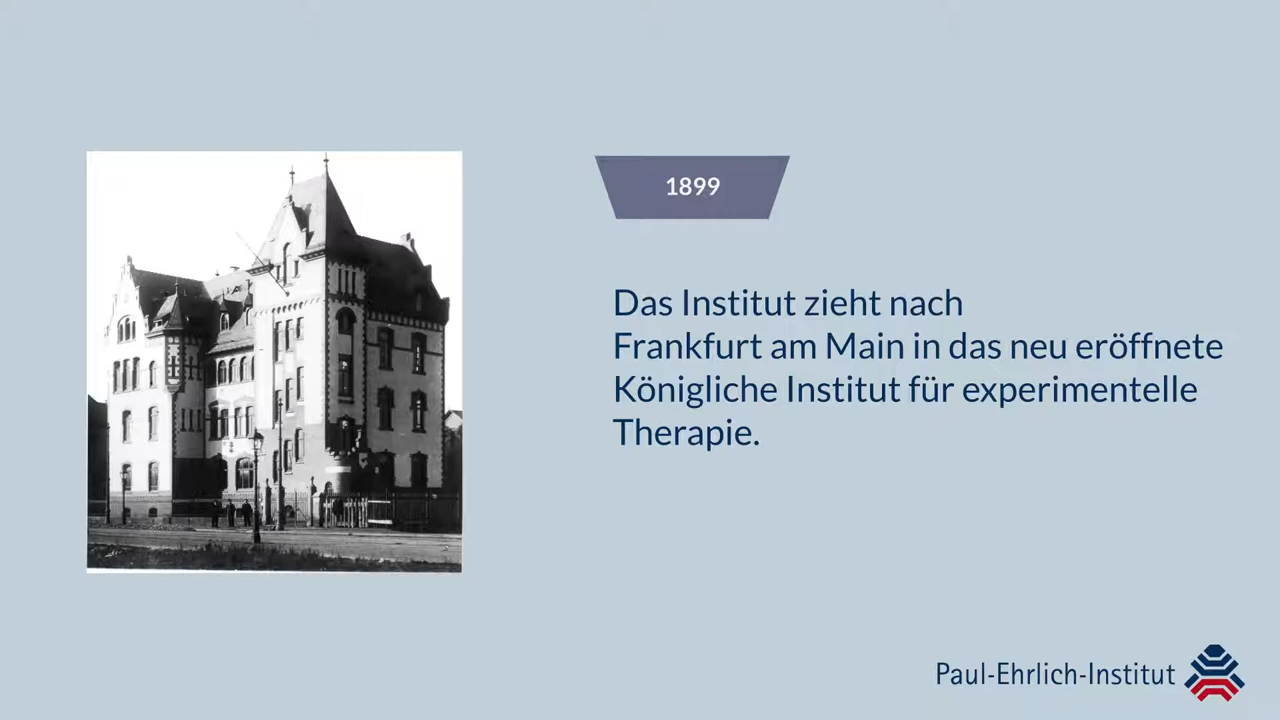 1899
Das Institut zieht nach
Frankfurt am Main in das neu eröffnete
Königliche Institut für experimentelle
Therapie.
Paul-Ehrlich-Institut